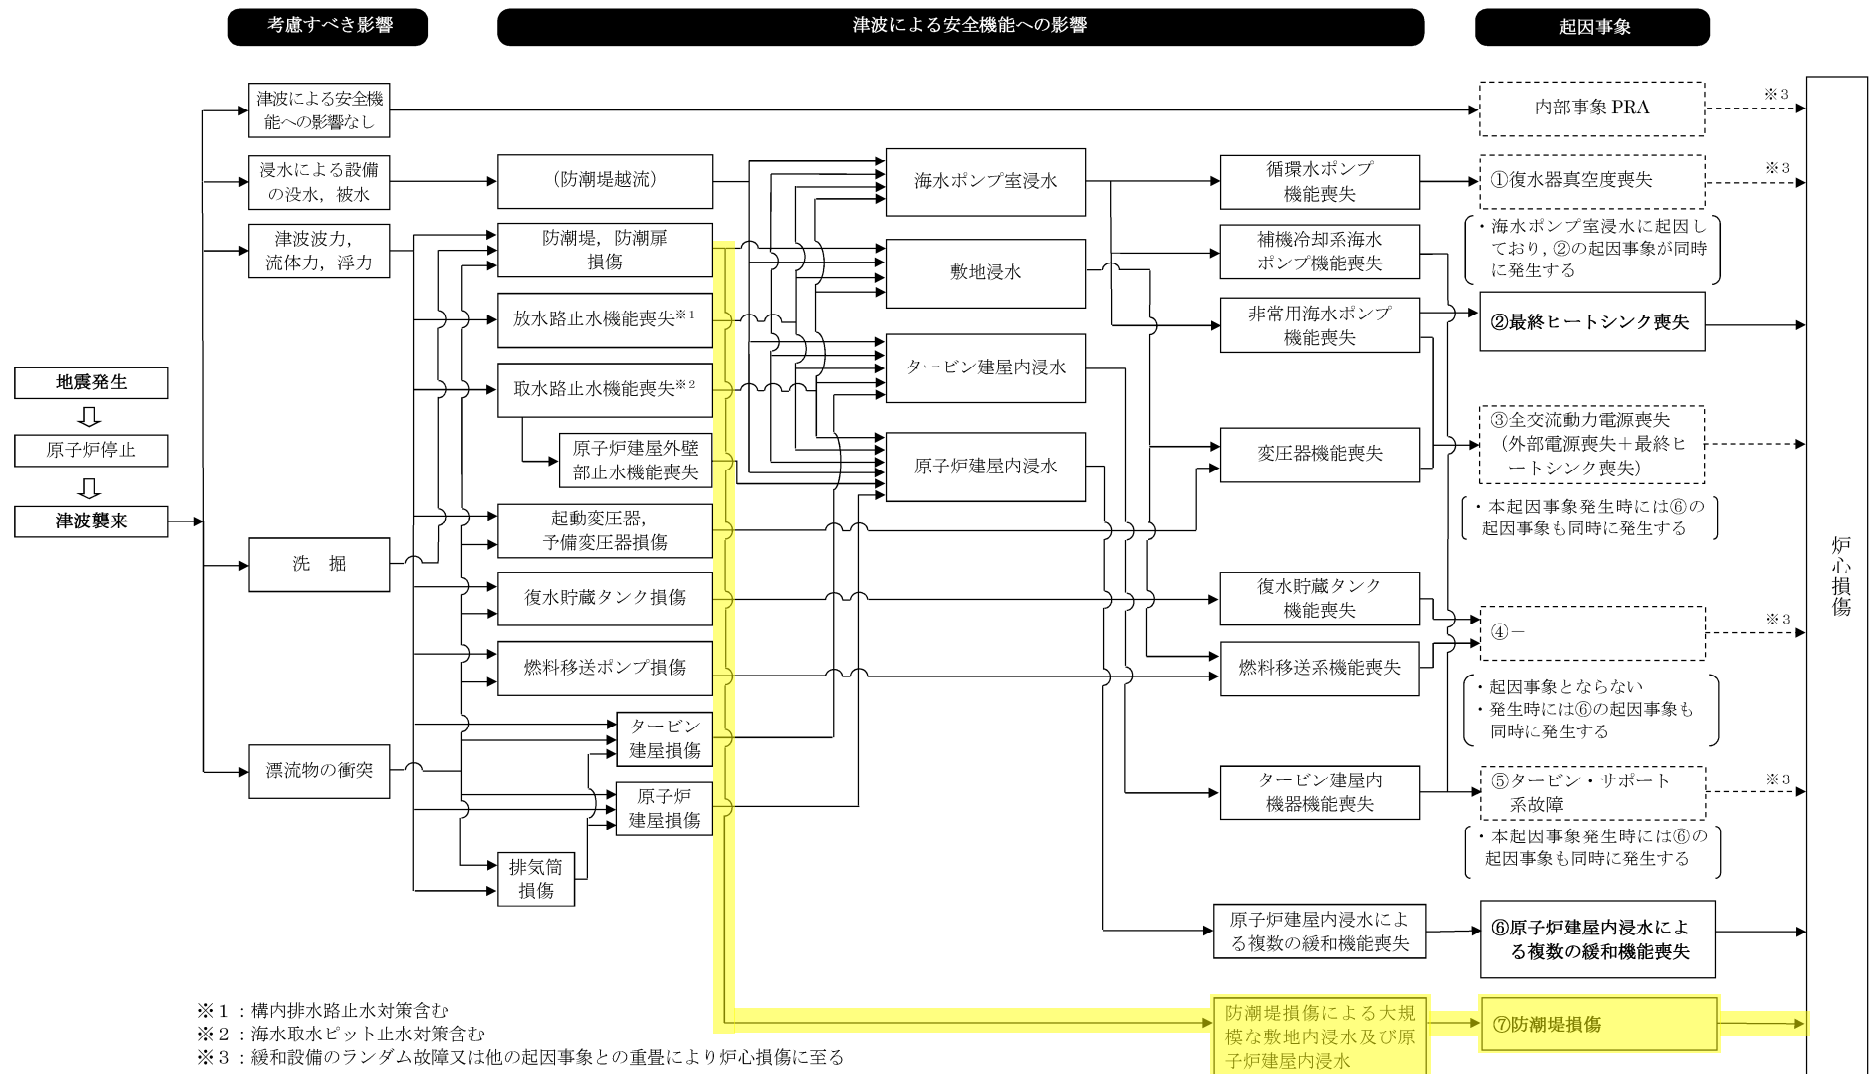 考慮すべき影響
津波による安全機能への影響
起因事象
津波による安全機
能への影響なし
内部事象 PRA
※3
浸水による設備
の没水，被水
（防潮堤越流）
海水ポンプ室浸水
循環水ポンプ
機能喪失
①復水器真空度喪失
※3
・海水ポンプ室浸水に起因し
ており，②の起因事象が同時
に発生する
津波波力，
流体力，浮力
防潮堤，防潮扉
損傷
敷地浸水
補機冷却系海水
ポンプ機能喪失
放水路止水機能喪失※1
非常用海水ポンプ
機能喪失
②最終ヒートシンク喪失
地震発生
原子炉停止
津波襲来
取水路止水機能喪失※2
タービン建屋内浸水
原子炉建屋外壁
部止水機能喪失
原子炉建屋内浸水
変圧器機能喪失
③全交流動力電源喪失
（外部電源喪失＋最終ヒ
ートシンク喪失）
・本起因事象発生時には⑥の
起因事象も同時に発生する
起動変圧器，
予備変圧器損傷
洗　掘
復水貯蔵タンク損傷
復水貯蔵タンク
機能喪失
④－
※3
・起因事象とならない
・発生時には⑥の起因事象も
同時に発生する
燃料移送ポンプ損傷
燃料移送系機能喪失
タービン
建屋損傷
漂流物の衝突
原子炉
建屋損傷
タービン建屋内
機器機能喪失
⑤タービン・サポート
系故障
※3
・本起因事象発生時には⑥の
起因事象も同時に発生する
排気筒
損傷
原子炉建屋内浸水によ
る複数の緩和機能喪失
⑥原子炉建屋内浸水によ
る複数の緩和機能喪失
防潮堤損傷による大規
模な敷地内浸水及び原
子炉建屋内浸水
⑦防潮堤損傷
炉心損傷
※1：構内排水路止水対策含む
※2：海水取水ピット止水対策含む
※3：緩和設備のランダム故障又は他の起因事象との重畳により炉心損傷に至る